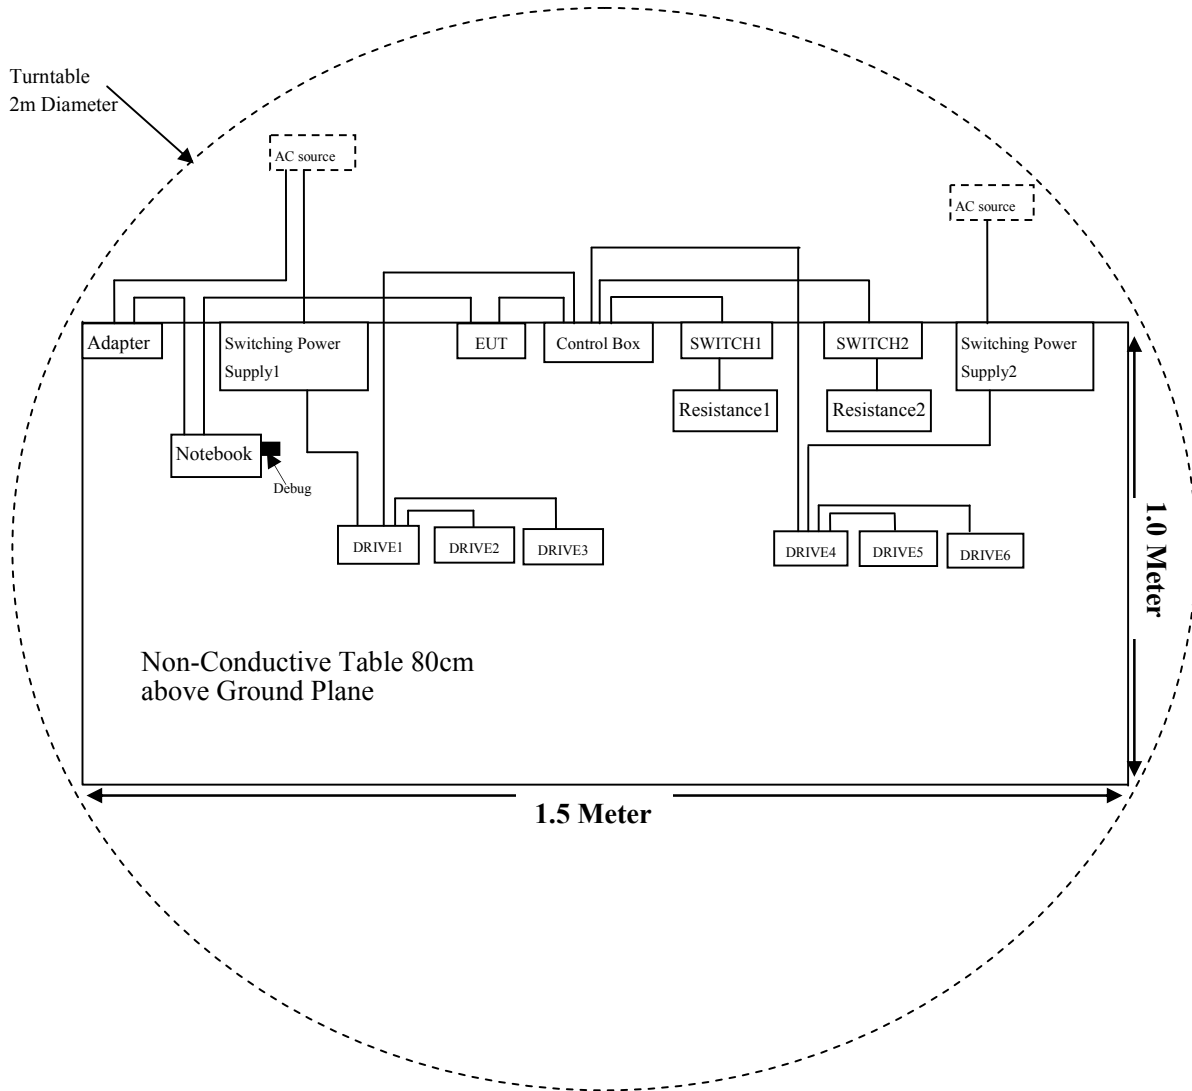 Turntable
2m Diameter
AC source
AC source
Adapter
Switching Power
Supply1
EUT
Control Box
SWITCH1
SWITCH2
Switching Power
Supply2
Resistance1
Resistance2
Notebook
Debug
DRIVE1
DRIVE2
DRIVE3
DRIVE4
DRIVE5
DRIVE6
1.0 Meter
Non-Conductive Table 80cm
above Ground Plane
1.5 Meter